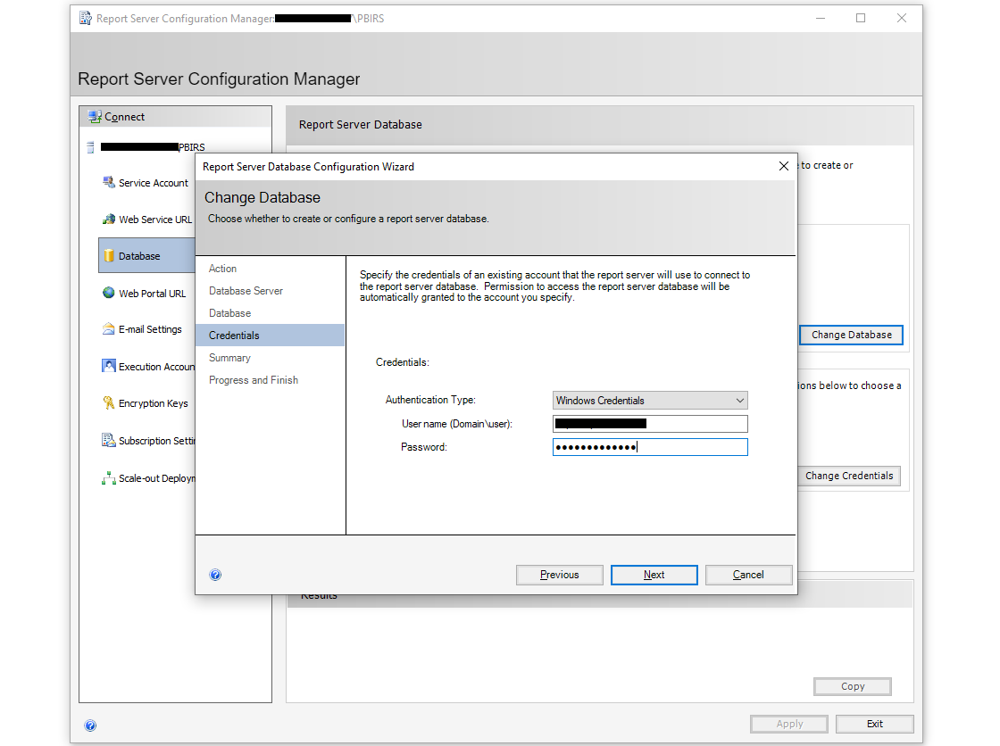 Report Server Configuration Manager: \PBIRS
Report Server Configuration Manager
Connect
PBIRS
Service Account
Web Service URL
Database
Web Portal URL
E-mail Settings
Execution Accoun
Encryption Keys
Subscription Settin
Scale-out Deployn
Report Server Database
to create or
Change Database
ions below to choose a
Change Credentials
Results
Copy
Apply
Exit
Report Server Database Configuration Wizard
Change Database
Choose whether to create or configure a report server database.
Action
Database Server
Database
Credentials
Summary
Progress and Finish
Specify the credentials of an existing account that the report server will use to connect to
the report server database. Permission to access the report server database will be
automatically granted to the account you specify.
Credentials:
Authentication Type:
Windows Credentials
User name (Domain\user):
Password:
●●●●●●●●●●●●●
Previous
Next
Cancel